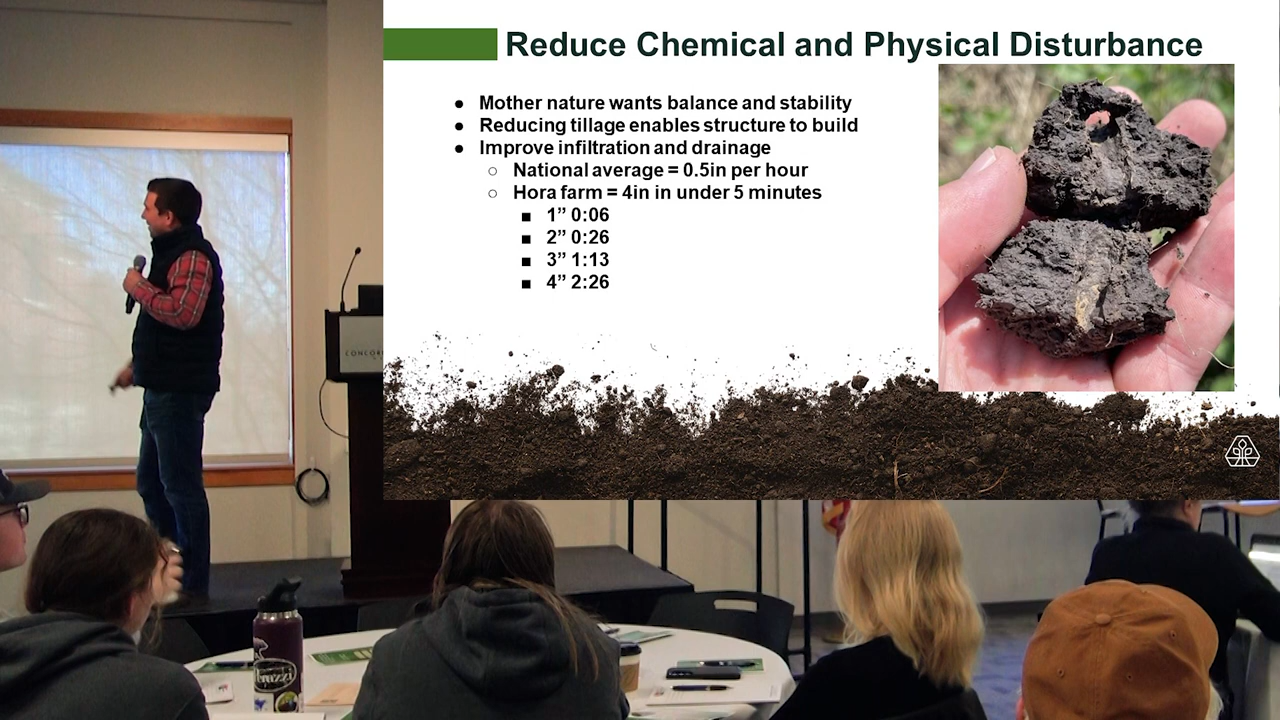 Reduce Chemical and Physical Disturbance
● Mother nature wants balance and stability
● Reducing tillage enables structure to build
● Improve infiltration and drainage
○ National average = 0.5in per hour
○ Hora farm = 4in in under 5 minutes
■ 1” 0:06
■ 2” 0:26
■ 3” 1:13
■ 4” 2:26